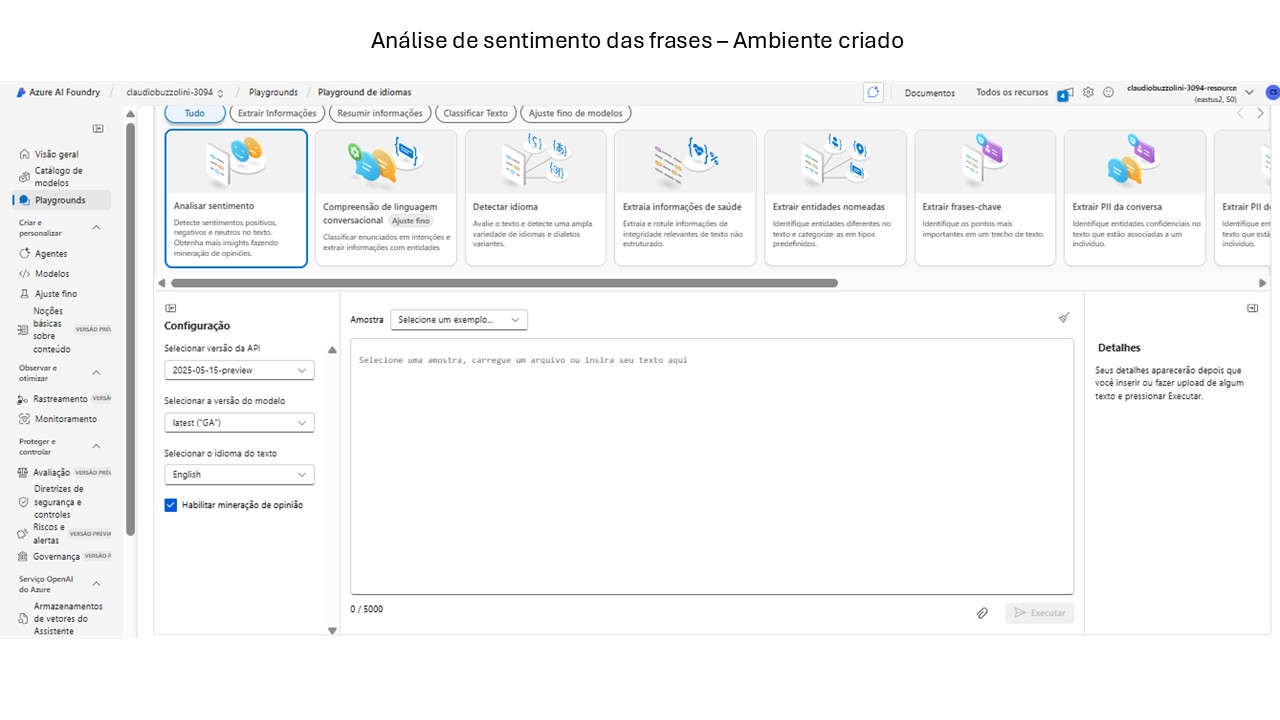 Análise de sentimento das frases – Ambiente criado
Azure AI Foundry / claudiobuzzolini-3094 / Playgrounds / Playground de idiomas
Documentos
Todos os recursos
4
claudiobuzzolini-3094-resource
(eastus2, S0)
CS
Visão geral
Catálogo de
modelos
Playgrounds
Criar e
personalizar
Agentes
Modelos
Ajuste fino
Noções
básicas
sobre
conteúdo
VERSÃO PRÉV
Observar e
otimizar
Rastreamento VERSÃ
Monitoramento
Proteger e
controlar
Avaliação VERSÃO PRÉV
Diretrizes de
segurança e
controles
Riscos e
alertas
VERSÃO PRÉVIA
Governança VERSÃO P
Serviço OpenAI
do Azure
Armazenamentos
de vetores do
Assistente
Tudo
Extrair Informações
Resumir informações
Classificar Texto
Ajuste fino de modelos
Analisar sentimento
Detecte sentimentos positivos,
negativos e neutros no texto.
Obtenha mais insights fazendo
mineração de opiniões.
Compreensão de linguagem
conversacional Ajuste fino
Classificar enunciados em intenções e
extrair informações com entidades
Detectar idioma
Avalie o texto e detecte uma ampla
variedade de idiomas e dialetos
variantes.
Extraia informações de saúde
Extraia e rotule informações de
integridade relevantes de texto não
estruturado.
Extrair entidades nomeadas
Identifique entidades diferentes no
texto e categorize-as em tipos
predefinidos.
Extrair frases-chave
Identifique os pontos mais
importantes em um trecho de texto.
Extrair PII da conversa
Identifique entidades confidenciais no
texto que estão associadas a um
indivíduo.
Extrair PII do
Identifique en
texto que está
indivíduo.
Configuração
Selecionar versão da API
2025-05-15-preview
Selecionar a versão do modelo
latest ("GA")
Selecionar o idioma do texto
English
Habilitar mineração de opinião
Amostra
Selecione um exemplo...
Selecione uma amostra, carregue um arquivo ou insira seu texto aqui
0 / 5000
Executar
Detalhes
Seus detalhes aparecerão depois que
você inserir ou fazer upload de algum
texto e pressionar Executar.